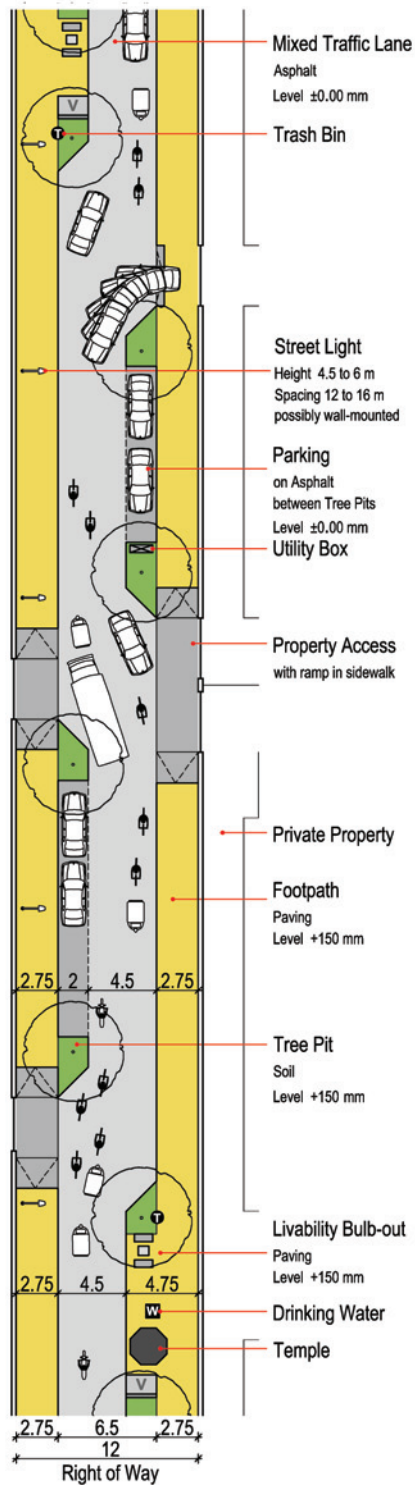 Mixed Traffic Lane
Asphalt
Level ±0.00 mm
V
T
Trash Bin
Street Light
Height 4.5 to 6 m
Spacing 12 to 16 m
possibly wall-mounted
Parking
on Asphalt
between Tree Pits
Level ±0.00 mm
Utility Box
Property Access
with ramp in sidewalk
Private Property
Footpath
Paving
Level +150 mm
2.75 2 4.5 2.75
Tree Pit
Soil
Level +150 mm
T
Livability Bulb-out
Paving
Level +150 mm
2.75 4.5 4.75
W
Drinking Water
Temple
V
2.75 6.5 2.75
12
Right of Way